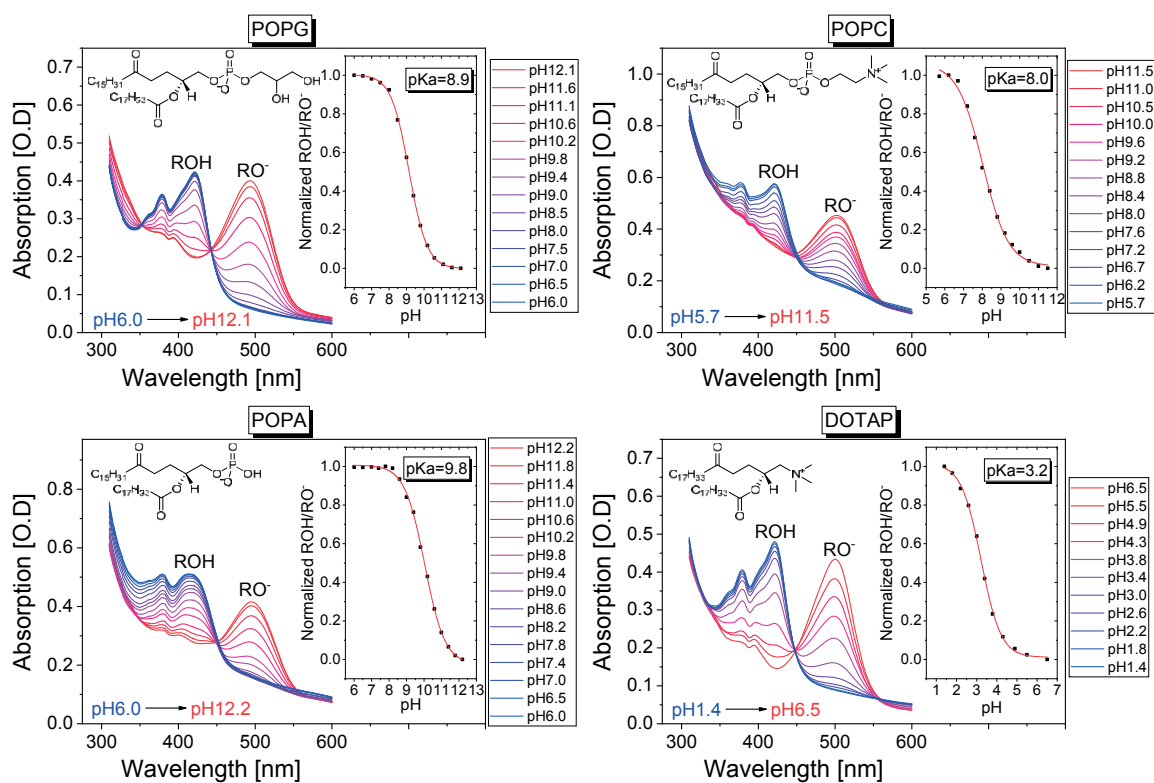 POPG
Absorption [O.D]
0.7
0.6
0.5
0.4
0.3
0.2
0.1
0.0
300
400
500
600
Wavelength [nm]
ROH
RO⁻
pH6.0 → pH12.1
O
O
O
P
O
OH
C₁₅H₃₁
O
O⁻
OH
C₁₇H₃₃
O
H
O
pKa=8.9
Normalized ROH/RO⁻
1.0
0.8
0.6
0.4
0.2
0.0
6 7 8 9 10 11 12 13
pH
pH12.1
pH11.6
pH11.1
pH10.6
pH10.2
pH9.8
pH9.4
pH9.0
pH8.5
pH8.0
pH7.5
pH7.0
pH6.5
pH6.0
POPC
Absorption [O.D]
1.0
0.8
0.6
0.4
0.2
0.0
300
400
500
600
Wavelength [nm]
ROH
RO⁻
pH5.7 → pH11.5
O
O
O
P
O
N⁺
C₁₅H₃₁
O
O⁻
C₁₇H₃₃
O
H
O
pKa=8.0
Normalized ROH/RO⁻
1.0
0.8
0.6
0.4
0.2
0.0
5 6 7 8 9 10 11
pH
pH11.5
pH11.0
pH10.5
pH10.0
pH9.6
pH9.2
pH8.8
pH8.4
pH8.0
pH7.6
pH7.2
pH6.7
pH6.2
pH5.7
POPA
Absorption [O.D]
0.9
0.8
0.7
0.6
0.5
0.4
0.3
0.2
0.1
0.0
300
400
500
600
Wavelength [nm]
ROH
RO⁻
pH6.0 → pH12.2
O
O
O
P
OH
C₁₅H₃₁
O
O⁻
C₁₇H₃₃
O
H
O
pKa=9.8
Normalized ROH/RO⁻
1.0
0.8
0.6
0.4
0.2
0.0
6 7 8 9 10 11 12 13
pH
pH12.2
pH11.8
pH11.4
pH11.0
pH10.6
pH10.2
pH9.8
pH9.4
pH9.0
pH8.6
pH8.2
pH7.8
pH7.4
pH7.0
pH6.5
pH6.0
DOTAP
Absorption [O.D]
0.7
0.6
0.5
0.4
0.3
0.2
0.1
0.0
300
400
500
600
Wavelength [nm]
ROH
RO⁻
pH1.4 → pH6.5
O
N⁺
C₁₇H₃₃
C₁₇H₃₃
O
H
O
pKa=3.2
Normalized ROH/RO⁻
1.0
0.8
0.6
0.4
0.2
0.0
1 2 3 4 5 6 7
pH
pH6.5
pH5.5
pH4.9
pH4.3
pH3.8
pH3.4
pH3.0
pH2.6
pH2.2
pH1.8
pH1.4